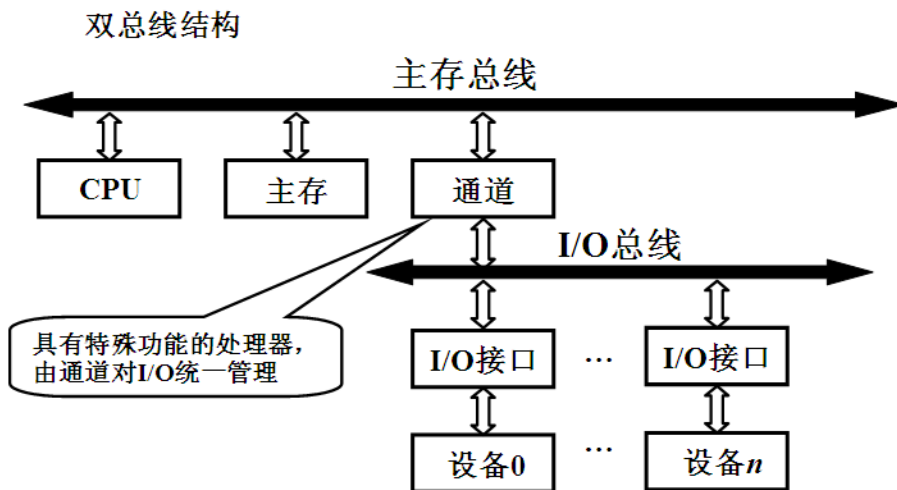 双总线结构
主存总线
CPU
主存
通道
I/O总线
具有特殊功能的处理器，
由通道对I/O统一管理
I/O接口
…
I/O接口
设备0
…
设备n